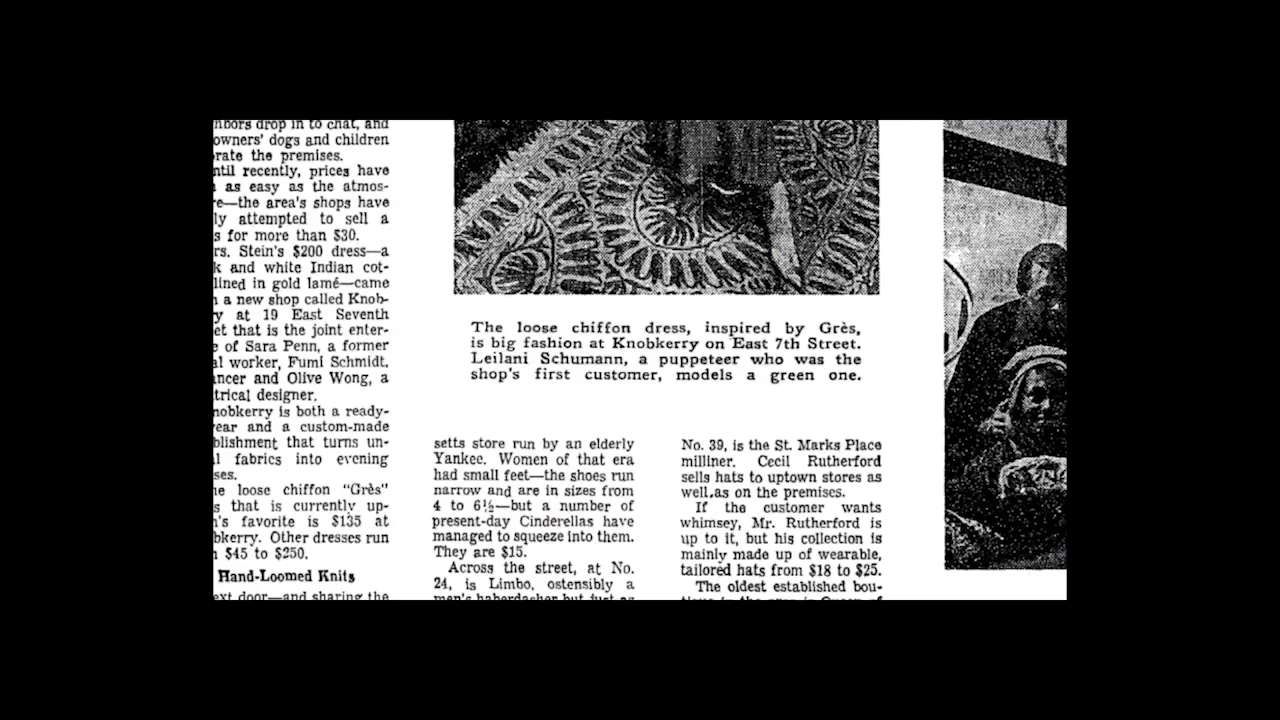 hbors drop in to chat, and
owners' dogs and children
rate the premises.
ntil recently, prices have
as easy as the atmos-
re—the area's shops have
ly attempted to sell a
s for more than $30.
rs. Stein's $200 dress—a
k and white Indian cot-
lined in gold lamé—came
a new shop called Knob-
y at 19 East Seventh
et that is the joint enter-
e of Sara Penn, a former
al worker, Fumi Schmidt,
ancer and Olive Wong, a
trical designer.
nobkerry is both a ready-
ear and a custom-made
blishment that turns un-
l fabrics into evening
ses.
e loose chiffon "Grès"
s that is currently up-
n's favorite is $135 at
bkerry. Other dresses run
$45 to $250.
Hand-Loomed Knits
ext door—and sharing the
The loose chiffon dress, inspired by Grès,
is big fashion at Knobkerry on East 7th Street.
Leilani Schumann, a puppeteer who was the
shop's first customer, models a green one.
setts store run by an elderly
Yankee. Women of that era
had small feet—the shoes run
narrow and are in sizes from
4 to 6½—but a number of
present-day Cinderellas have
managed to squeeze into them.
They are $15.
Across the street, at No.
24, is Limbo, ostensibly a
men's haberdasher but just as
No. 39, is the St. Marks Place
milliner. Cecil Rutherford
sells hats to uptown stores as
well as on the premises.
If the customer wants
whimsey, Mr. Rutherford is
up to it, but his collection is
mainly made up of wearable,
tailored hats from $18 to $25.
The oldest established bou-